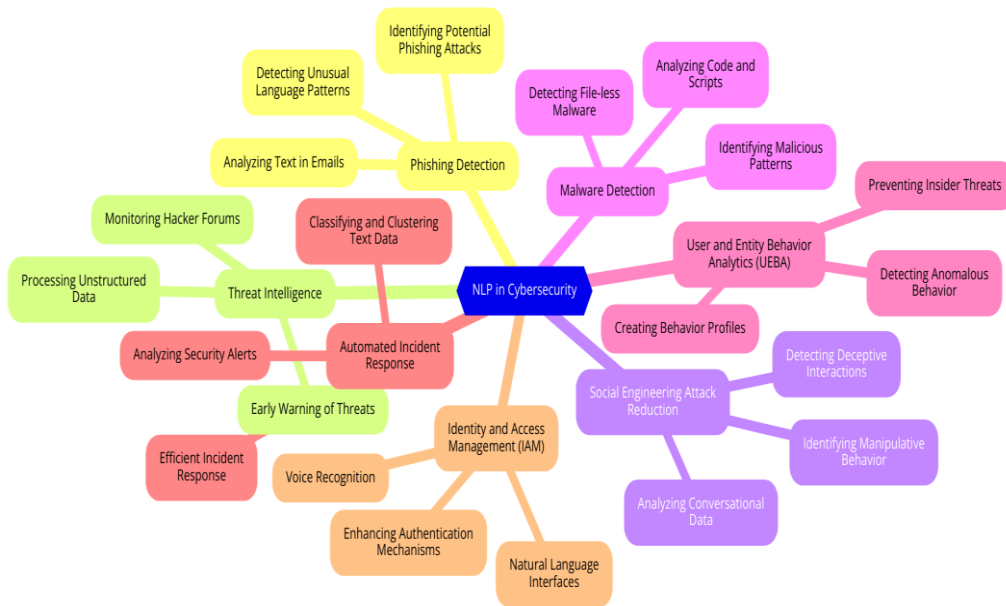 Identifying Potential
Phishing Attacks
Detecting Unusual
Language Patterns
Analyzing Text in Emails
Phishing Detection
Analyzing Code and
Scripts
Detecting File-less
Malware
Identifying Malicious
Patterns
Malware Detection
Preventing Insider Threats
User and Entity Behavior
Analytics (UEBA)
Detecting Anomalous
Behavior
Creating Behavior Profiles
Monitoring Hacker Forums
Processing Unstructured
Data
Threat Intelligence
Early Warning of Threats
Classifying and Clustering
Text Data
NLP in Cybersecurity
Analyzing Security Alerts
Automated Incident
Response
Efficient Incident
Response
Identity and Access
Management (IAM)
Voice Recognition
Enhancing Authentication
Mechanisms
Natural Language
Interfaces
Social Engineering Attack
Reduction
Detecting Deceptive
Interactions
Identifying Manipulative
Behavior
Analyzing Conversational
Data